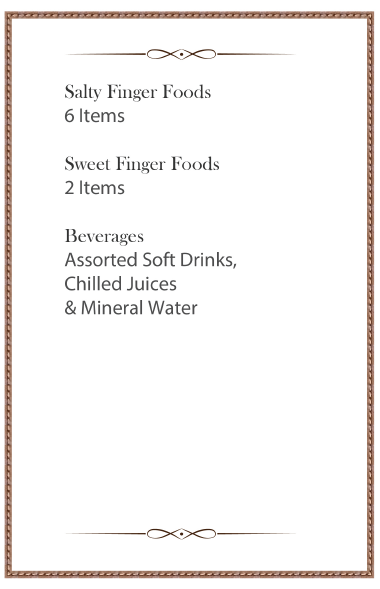 Salty Finger Foods
6 Items
Sweet Finger Foods
2 Items
Beverages
Assorted Soft Drinks,
Chilled Juices
& Mineral Water